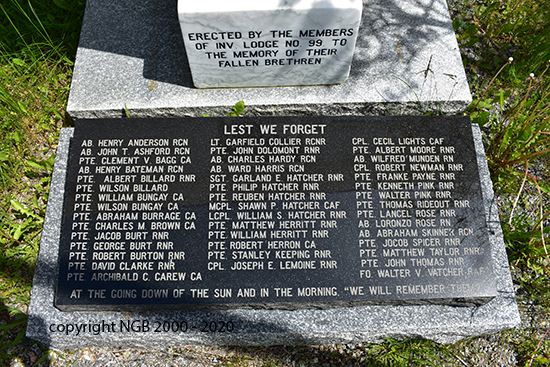 ERECTED BY THE MEMBERS
OF INV. LODGE NO. 99 TO
THE MEMORY OF THEIR
FALLEN BRETHREN
LEST WE FORGET
AB. HENRY ANDERSON RCN
AB. JOHN T. ASHFORD RCN
PTE. CLEMENT V. BAGG CA
AB. HENRY BATEMAN RCN
PTE. ALBERT BILLARD RNR
PTE. WILSON BILLARD
PTE. WILLIAM BUNGAY CA
PTE. WILSON BUNGAY CA
PTE. ABRAHAM BURRAGE CA
PTE. CHARLES M. BROWN CA
PTE. JACOB BURT RNR
PTE. GEORGE BURT RNR
PTE. ROBERT BURTON RNR
PTE. DAVID CLARKE RNR
PTE. ARCHIBALD C. CAREW CA
LT. GARFIELD COLLIER RCNR
PTE. JOHN DOLOMONT RNR
AB. CHARLES HARDY RCN
AB. WARD HARRIS RCN
SGT. GARLAND E. HATCHER RNR
PTE. PHILIP HATCHER RNR
PTE. REUBEN HATCHER RNR
MCPL. SHAWN P. HATCHER CAF
LCPL. WILLIAM S. HATCHER RNR
PTE. MATTHEW HERRITT RNR
PTE. WILLIAM HERRITT RNR
PTE. ROBERT HERRON CA
PTE. STANLEY KEEPING RNR
CPL. JOSEPH E. LEMOINE RNR
CPL. CECIL LIGHTS CAF
PTE. ALBERT MOORE RNR
AB. WILFRED MUNDEN RN
CPL. ROBERT NEWMAN RNR
PTE. FRANKE PAYNE RNR
PTE. KENNETH PINK RNR
PTE. WALTER PINK RNR
PTE. THOMAS RIDEOUT RNR
PTE. LANCEL ROSE RNR
AB. LORENZO ROSE RN
AB. ABRAHAM SKINNER RCN
PTE. JOCOB SPICER RNR
PTE. MATTHEW TAYLOR RNR
PTE. JOHN THOMAS RNR
FO. WALTER V. VATCHER RAF
AT THE GOING DOWN OF THE SUN AND IN THE MORNING, "WE WILL REMEMBER THEM"
copyright NGB 2000 - 2020